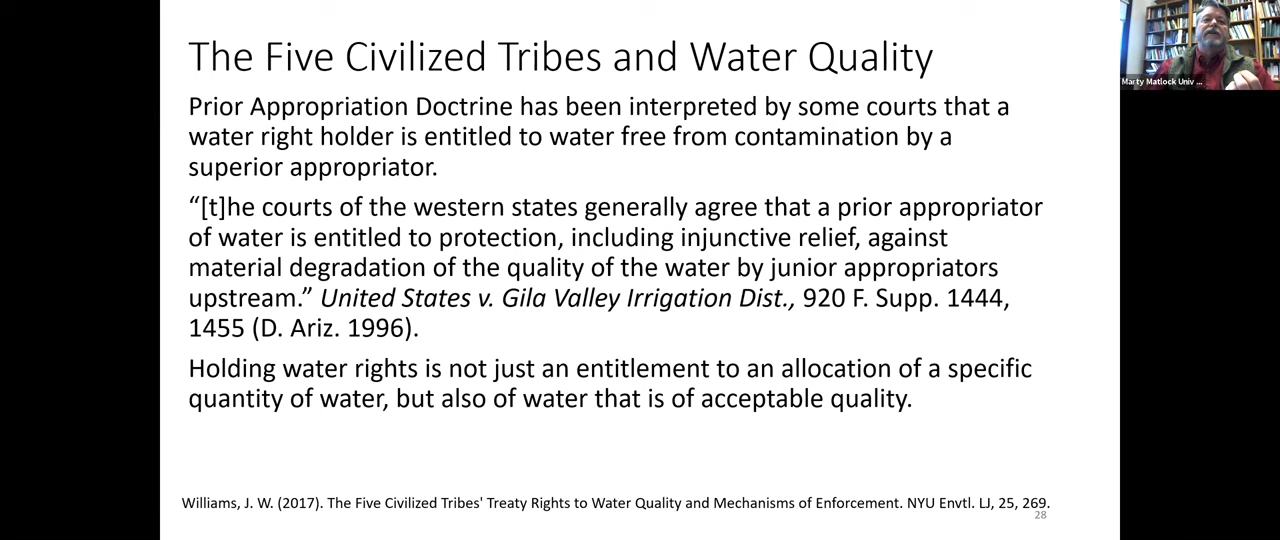 The Five Civilized Tribes and Water Quality
Prior Appropriation Doctrine has been interpreted by some courts that a
water right holder is entitled to water free from contamination by a
superior appropriator.
“[t]he courts of the western states generally agree that a prior appropriator
of water is entitled to protection, including injunctive relief, against
material degradation of the quality of the water by junior appropriators
upstream.” United States v. Gila Valley Irrigation Dist., 920 F. Supp. 1444,
1455 (D. Ariz. 1996).
Holding water rights is not just an entitlement to an allocation of a specific
quantity of water, but also of water that is of acceptable quality.
Williams, J. W. (2017). The Five Civilized Tribes' Treaty Rights to Water Quality and Mechanisms of Enforcement. NYU Envtl. LJ, 25, 269.
28
Marty Matlock Univ ...